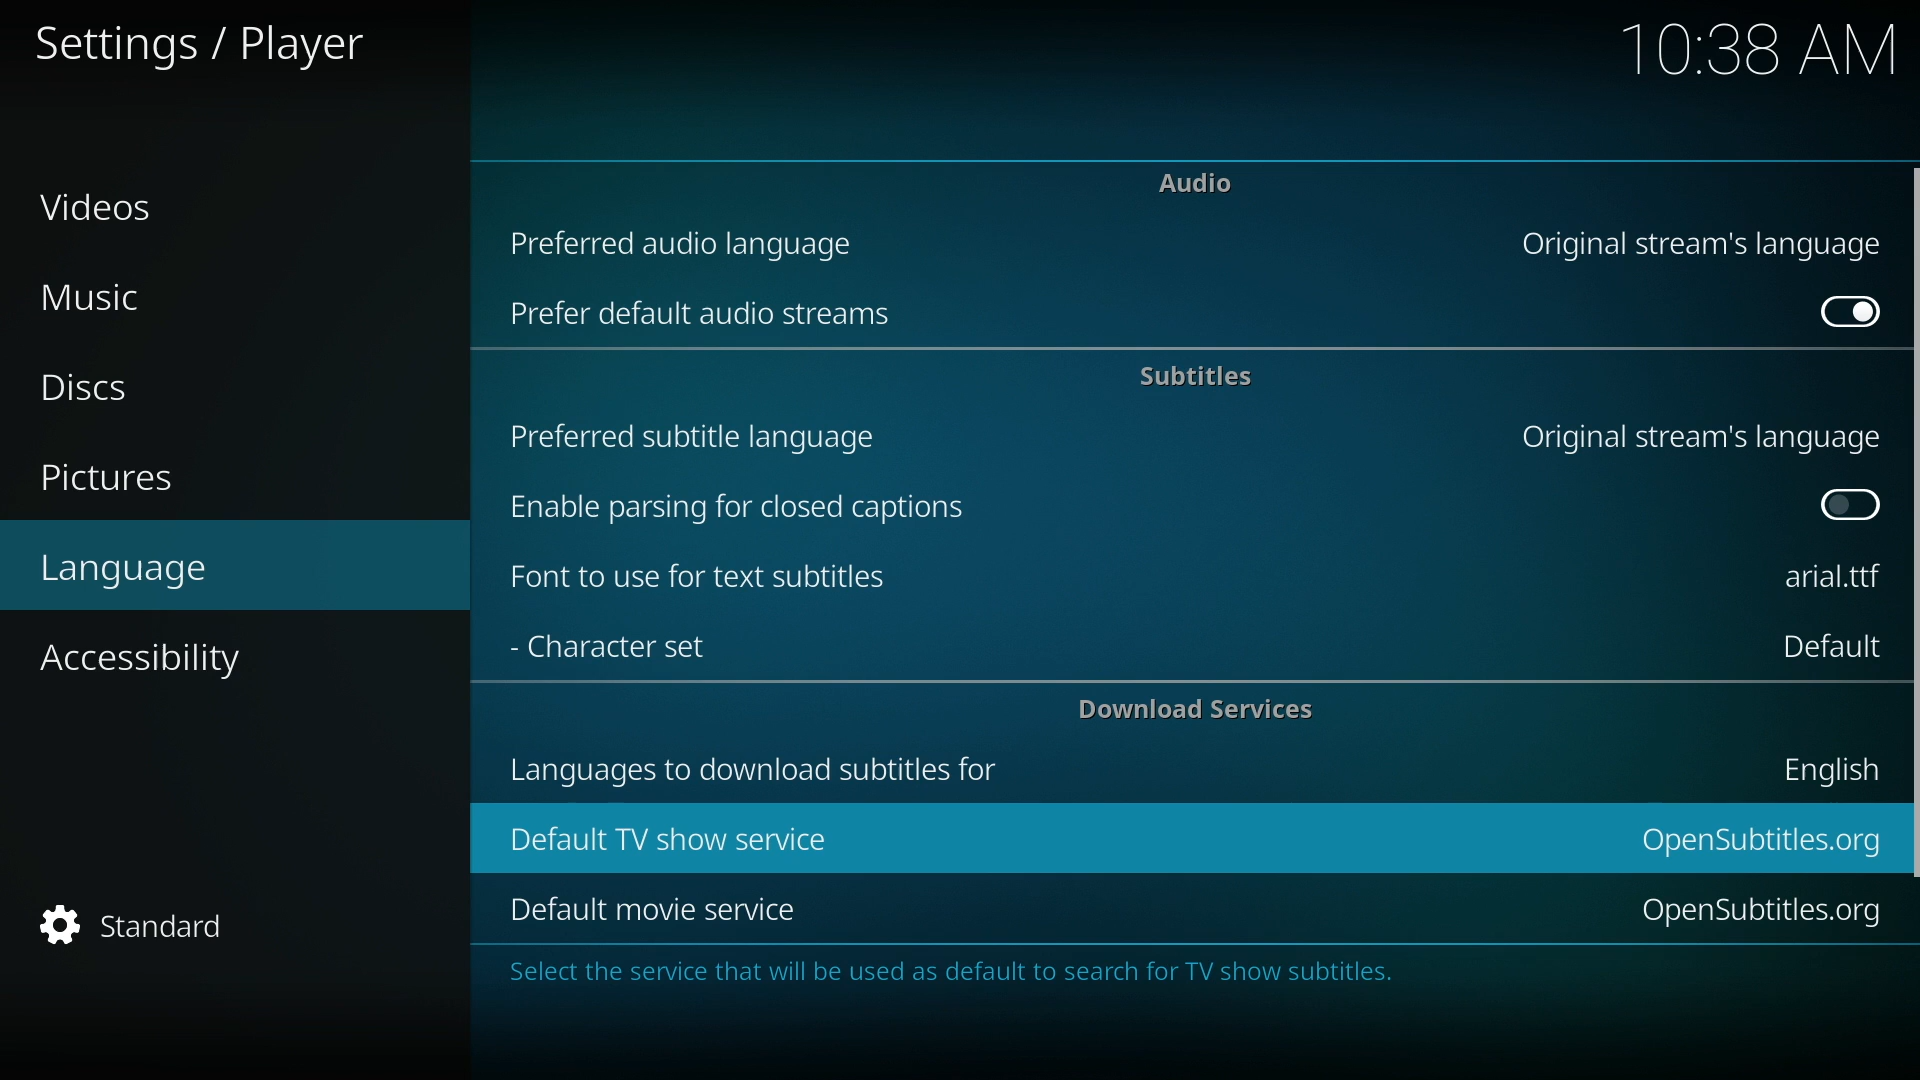 Settings / Player
10:38 AM
Videos
Music
Discs
Pictures
Language
Accessibility
Standard
Audio
Preferred audio language Original stream's language
Prefer default audio streams
Subtitles
Preferred subtitle language Original stream's language
Enable parsing for closed captions
Font to use for text subtitles arial.ttf
- Character set Default
Download Services
Languages to download subtitles for English
Default TV show service OpenSubtitles.org
Default movie service OpenSubtitles.org
Select the service that will be used as default to search for TV show subtitles.